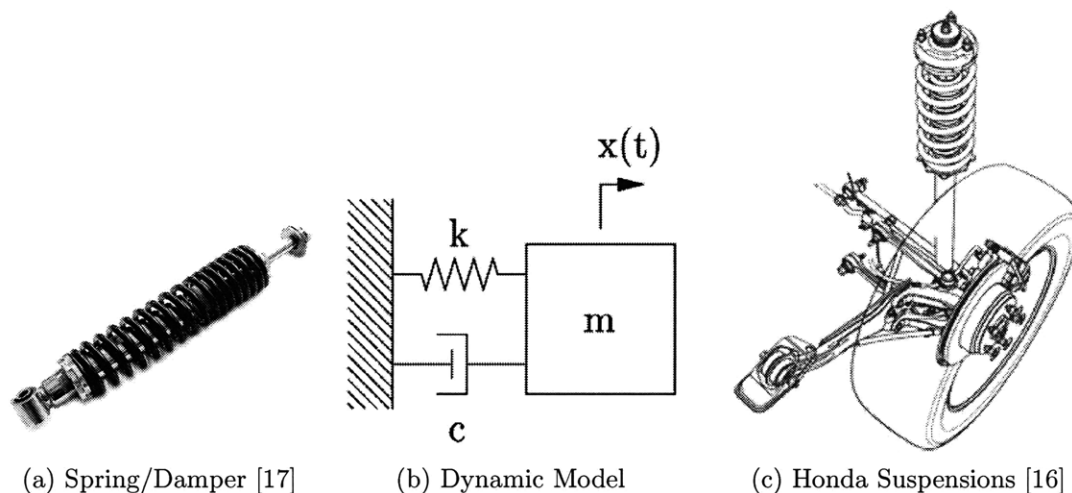 x(t)
k
m
c
(a) Spring/Damper [17]
(b) Dynamic Model
(c) Honda Suspensions [16]